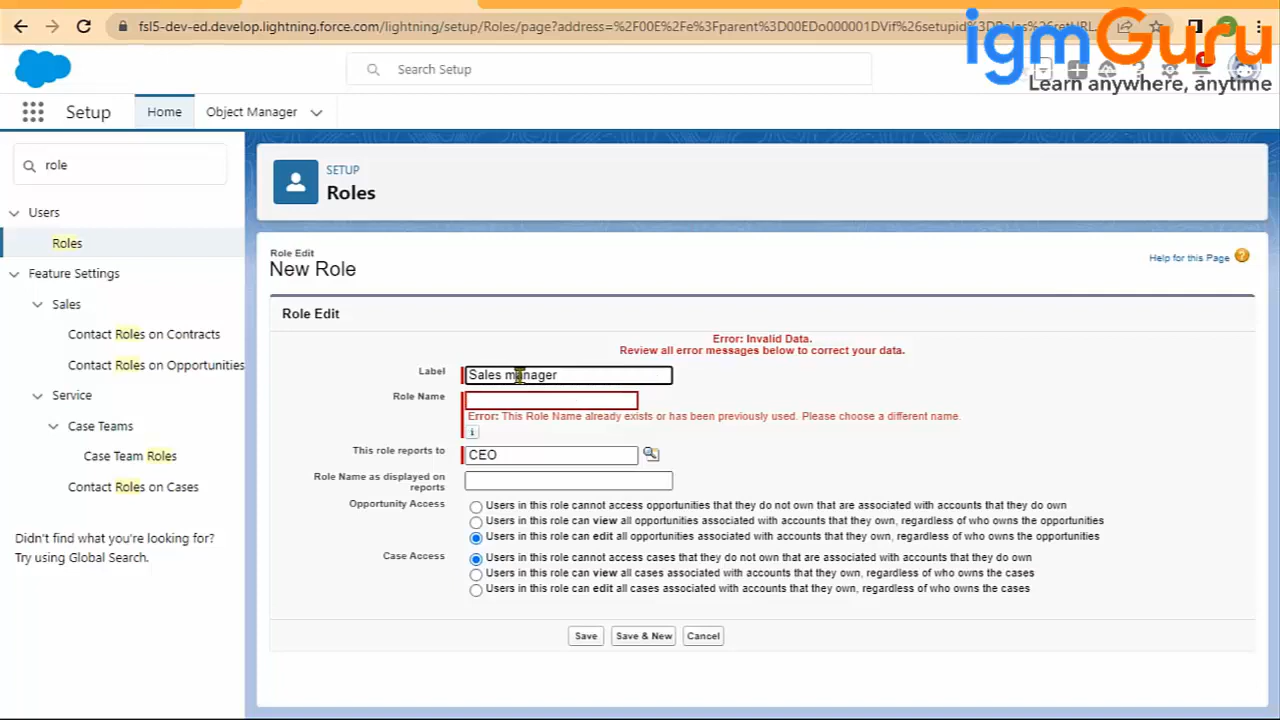 fsl5-dev-ed.develop.lightning.force.com/lightning/setup/Roles/page?address=%2F00E%2Fe%3Fparent%3D00EDo000001DVif%26setupid%3DRoles%26retURL
igmGuru
Learn anywhere, anytime
Search Setup
Setup
Home
Object Manager
role
SETUP
Roles
Users
Roles
Feature Settings
Sales
Contact Roles on Contracts
Contact Roles on Opportunities
Service
Case Teams
Case Team Roles
Contact Roles on Cases
Didn't find what you're looking for?
Try using Global Search.
Role Edit
New Role
Help for this Page
Role Edit
Error: Invalid Data.
Review all error messages below to correct your data.
Label
Sales manager
Role Name
Error: This Role Name already exists or has been previously used. Please choose a different name.
This role reports to
CEO
Role Name as displayed on
reports
Opportunity Access
Users in this role cannot access opportunities that they do not own that are associated with accounts that they do own
Users in this role can view all opportunities associated with accounts that they own, regardless of who owns the opportunities
Users in this role can edit all opportunities associated with accounts that they own, regardless of who owns the opportunities
Case Access
Users in this role cannot access cases that they do not own that are associated with accounts that they do own
Users in this role can view all cases associated with accounts that they own, regardless of who owns the cases
Users in this role can edit all cases associated with accounts that they own, regardless of who owns the cases
Save
Save & New
Cancel